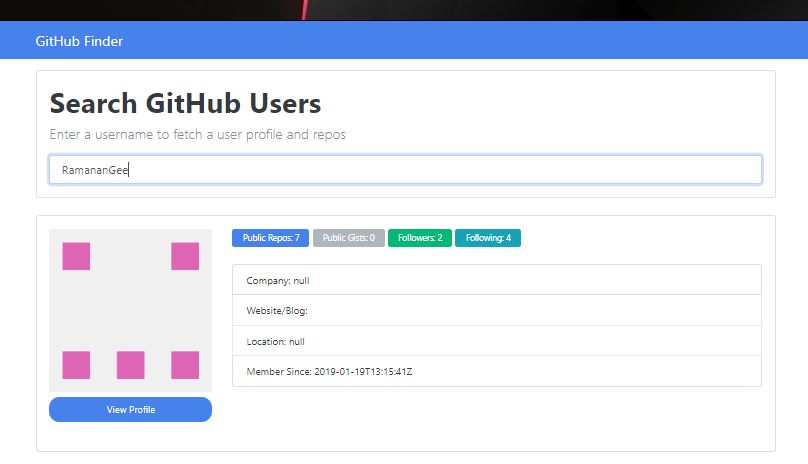 GitHub Finder
Search GitHub Users
Enter a username to fetch a user profile and repos
RamananGee
Public Repos: 7 Public Gists: 0 Followers: 2 Following: 4
Company: null
Website/Blog:
Location: null
Member Since: 2019-01-19T13:15:41Z
View Profile